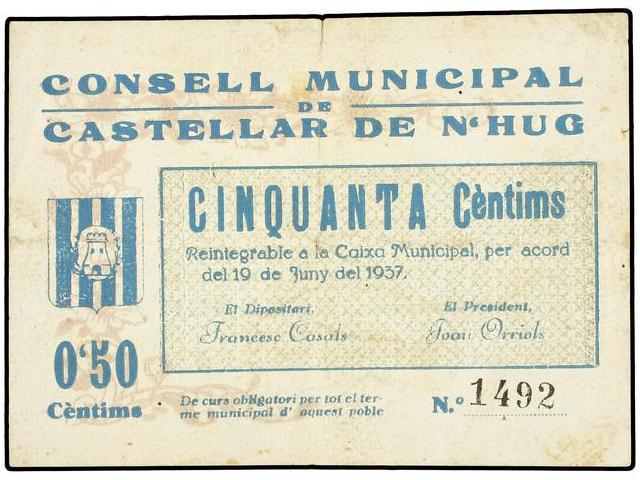 CONSELL MUNICIPAL
DE
CASTELLAR DE N'HUG
CINQUANTA Cèntims
Reintegrable a la Caixa Municipal, per acord
del 19 de Juny del 1937.
El Dipositari,
Francesc Casals
El President,
Joan Orriols
0'50
Cèntims
De curs obligatori per tot el ter-
me municipal d' aquest poble
N.º 1492